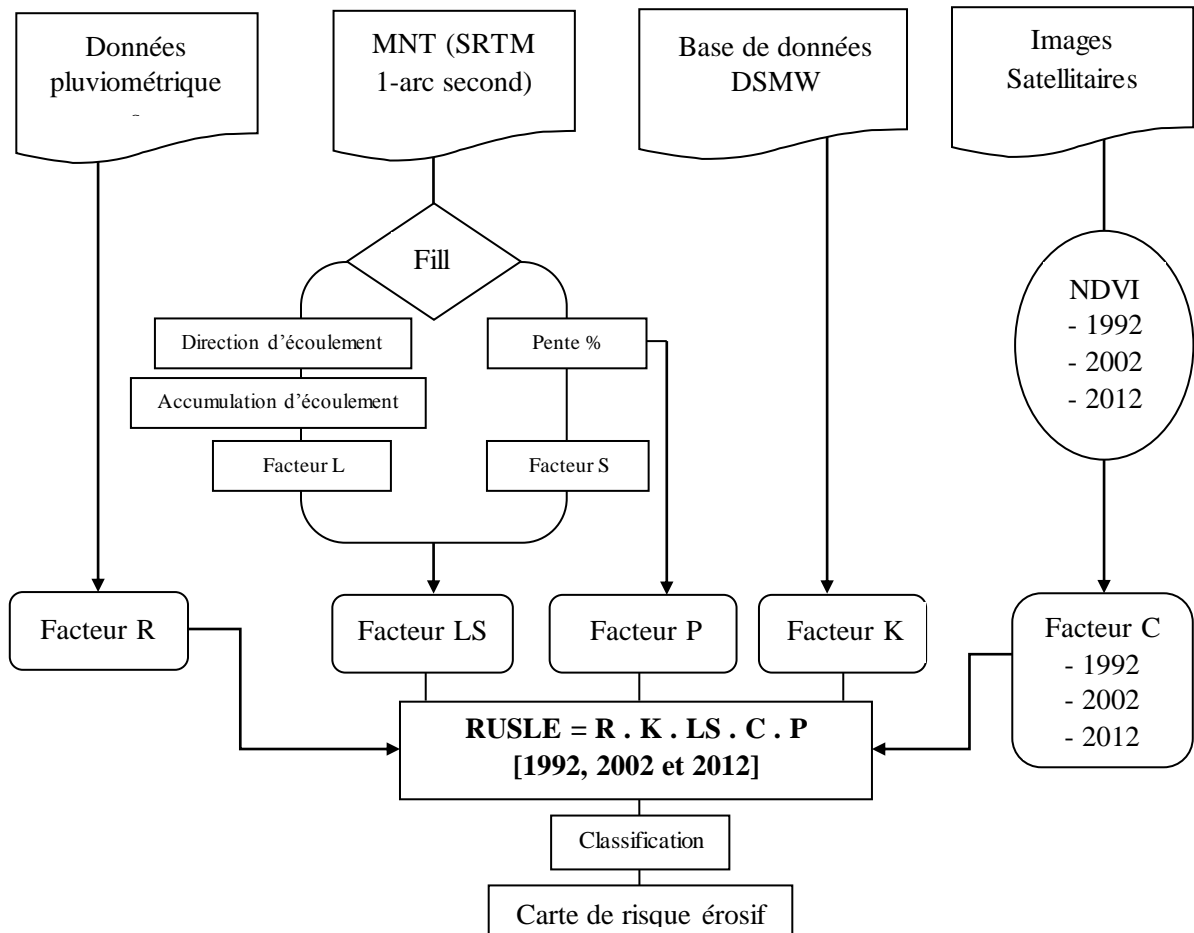 Données
pluviométrique
MNT (SRTM
1-arc second)
Base de données
DSMW
Images
Satellitaires
Fill
NDVI
- 1992
- 2002
- 2012
Direction d'écoulement
Pente %
Accumulation d'écoulement
Facteur L
Facteur S
Facteur R
Facteur LS
Facteur P
Facteur K
Facteur C
- 1992
- 2002
- 2012
RUSLE = R . K . LS . C . P
[1992, 2002 et 2012]
Classification
Carte de risque érosif